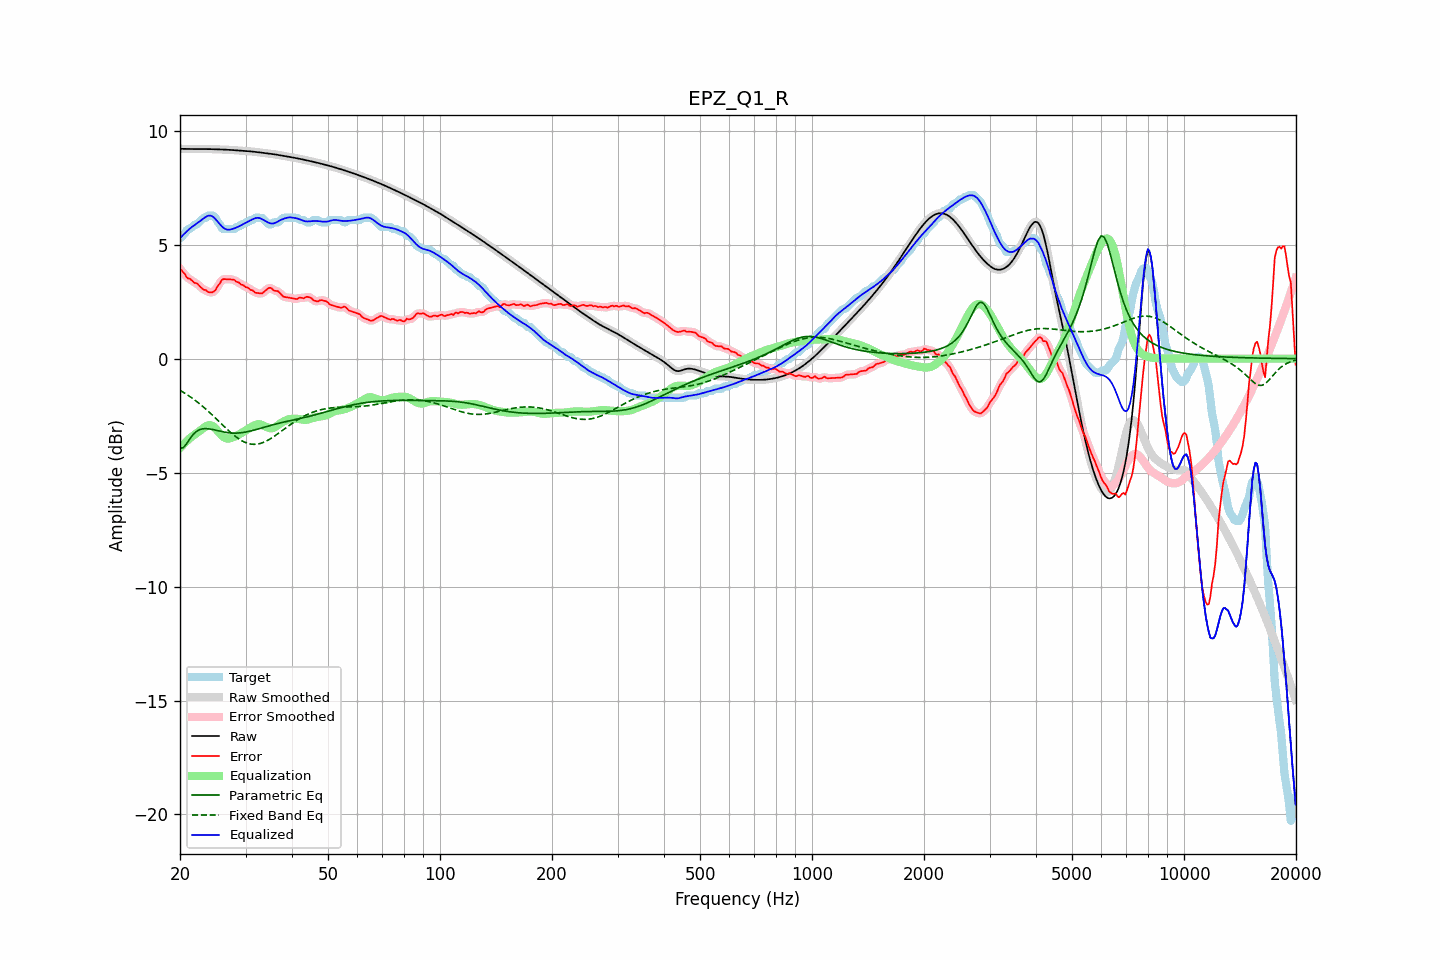 EPZ_Q1_R
10
5
0
−5
−10
−15
−20
Amplitude (dBr)
Target
Raw Smoothed
Error Smoothed
Raw
Error
Equalization
Parametric Eq
Fixed Band Eq
Equalized
20 50 100 200 500 1000 2000 5000 10000 20000
Frequency (Hz)